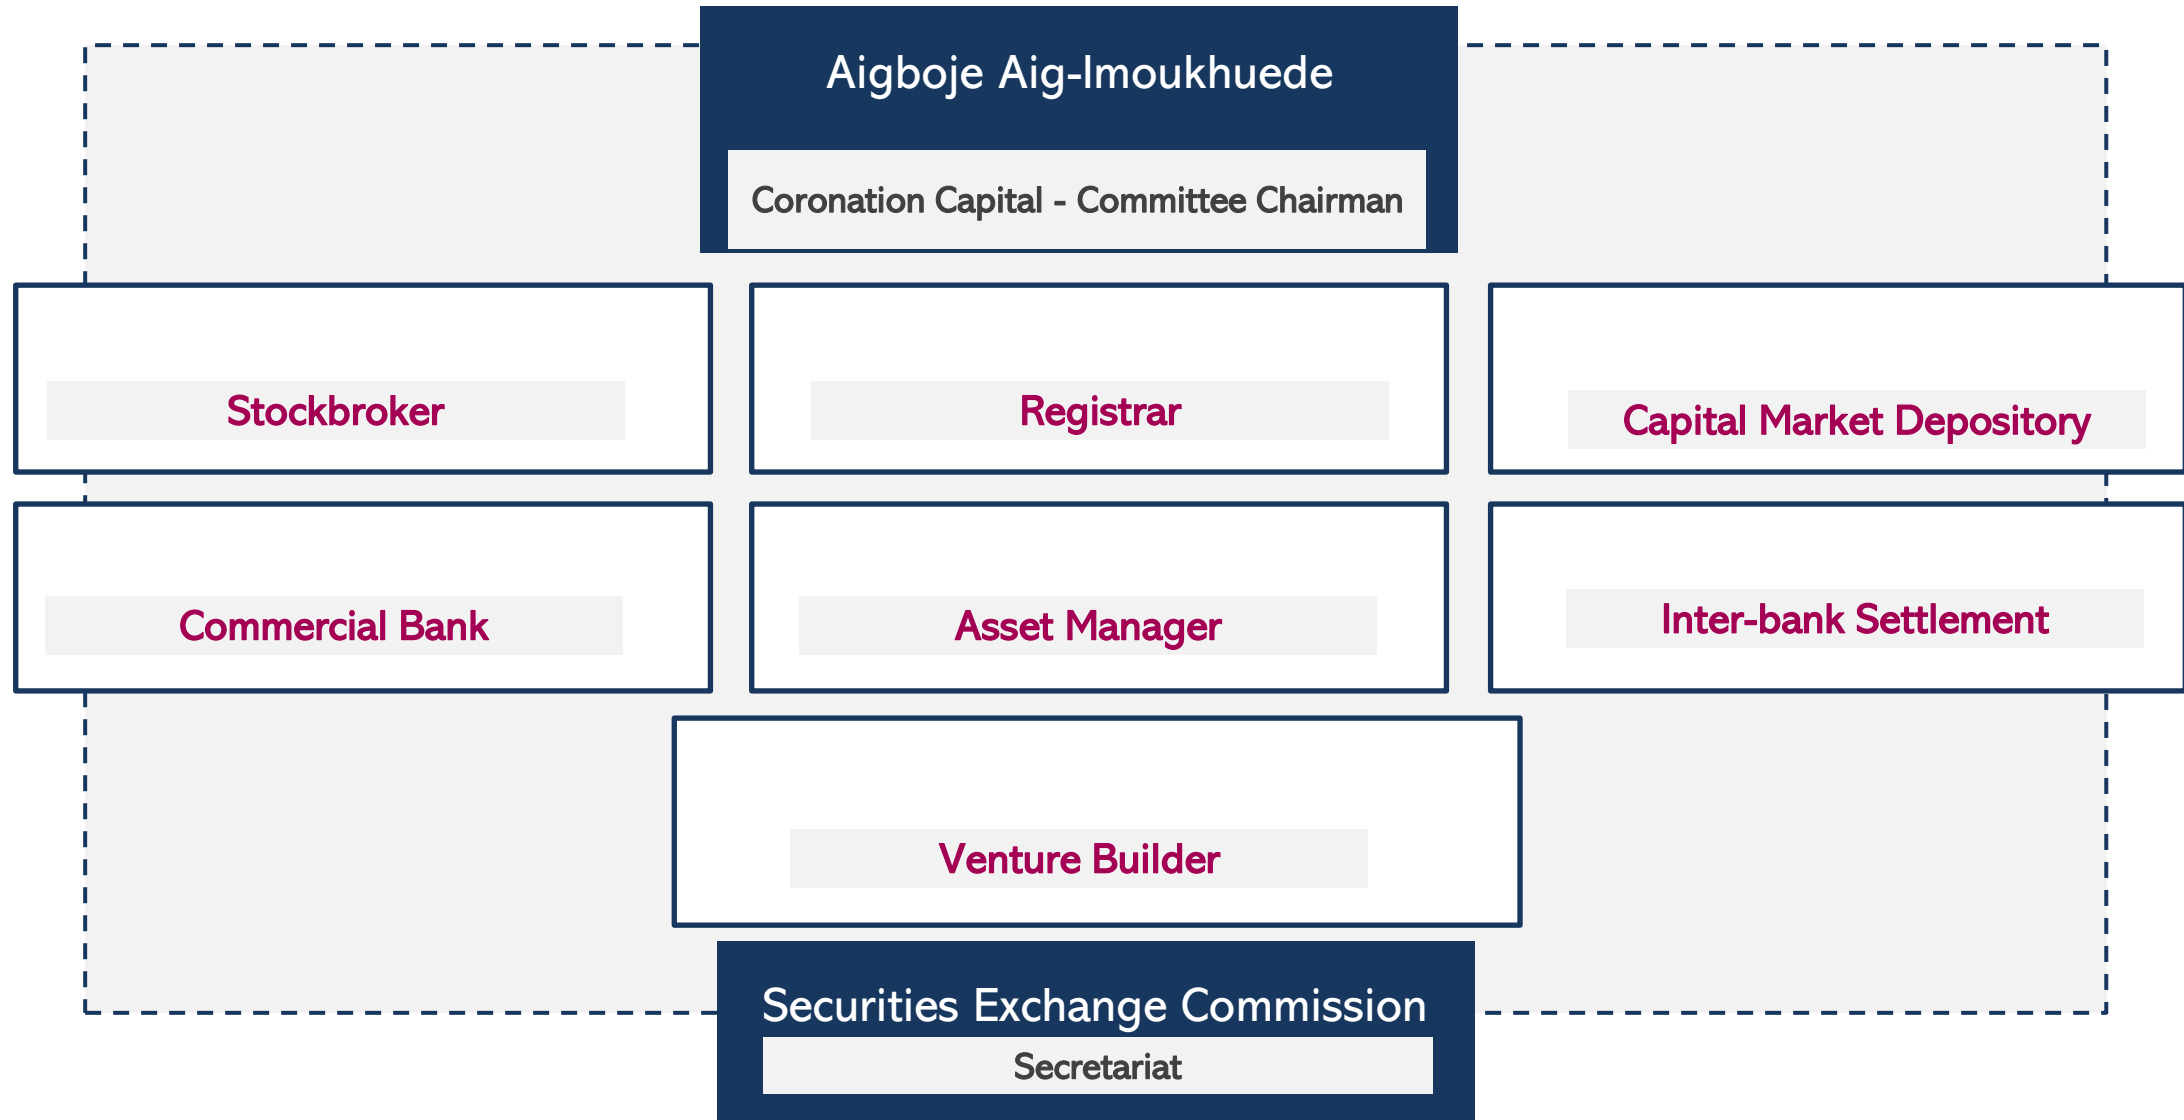 Aigboje Aig-Imoukhuede
Coronation Capital - Committee Chairman
Stockbroker
Registrar
Capital Market Depository
Commercial Bank
Asset Manager
Inter-bank Settlement
Venture Builder
Securities Exchange Commission
Secretariat